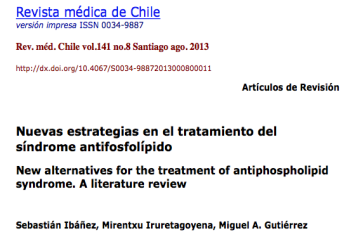 Revista médica de Chile
versión impresa ISSN 0034-9887
Rev. méd. Chile vol.141 no.8 Santiago ago. 2013
http://dx.doi.org/10.4067/S0034-98872013000800011
Artículos de Revisión
Nuevas estrategias en el tratamiento del
síndrome antifosfolípido
New alternatives for the treatment of antiphospholipid
syndrome. A literature review
Sebastián Ibáñez, Mirentxu Iruretagoyena, Miguel A. Gutiérrez